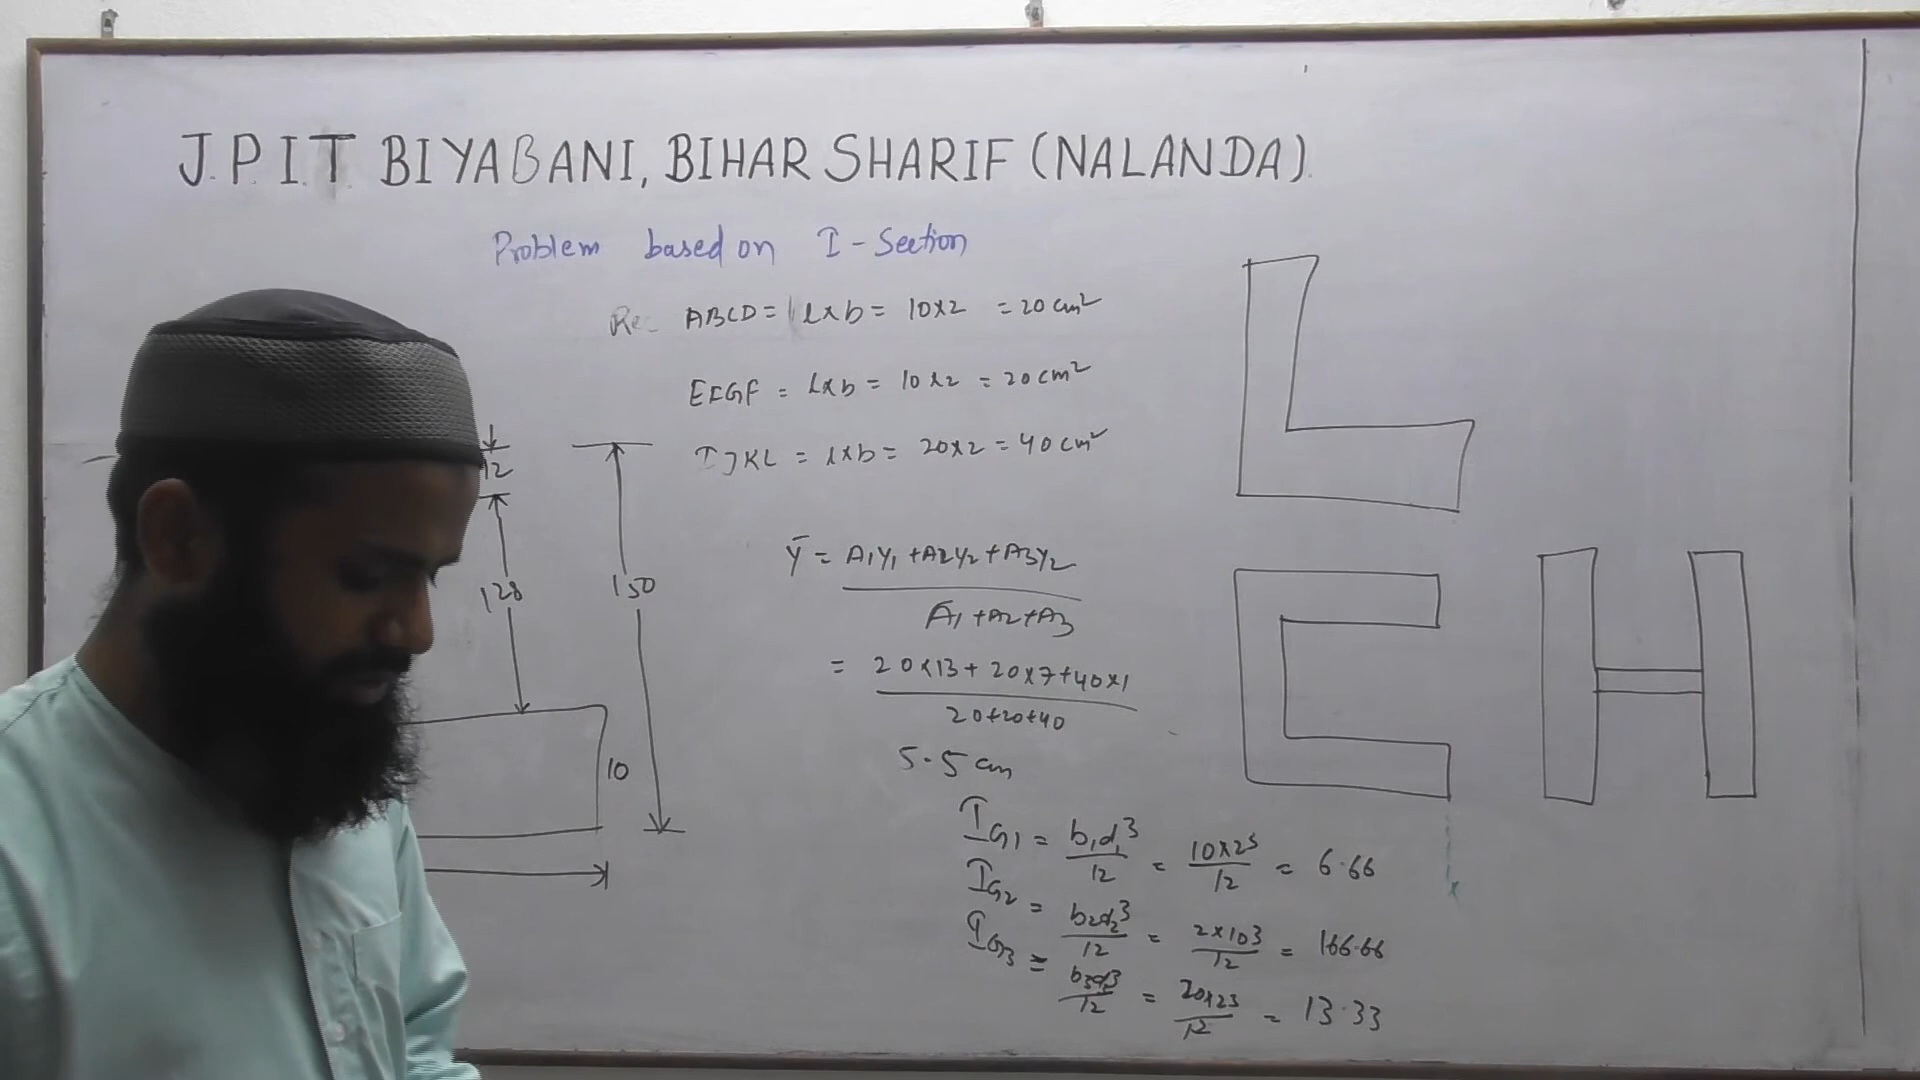 J.P.I.T. BIYABANI, BIHAR SHARIF (NALANDA).
Problem based on I - Section
Rec ABCD = l×b = 10×2 = 20 cm²
EIGF = l×b = 10×2 = 20 cm²
IJKL = l×b = 20×2 = 40 cm²
12
128
150
10
ȳ = A₁y₁ + A₂y₂ + A₃y₂
A₁ + A₂ + A₃
= 20×13 + 20×7 + 40×1
20+20+40
5.5 cm
IG1 = b₁d₁³/12 = 10×2³/12 = 6.66
IG2 = b₂d₂³/12 = 2×10³/12 = 166.66
IG3 = b₃d₃³/12 = 20×2³/12 = 13.33